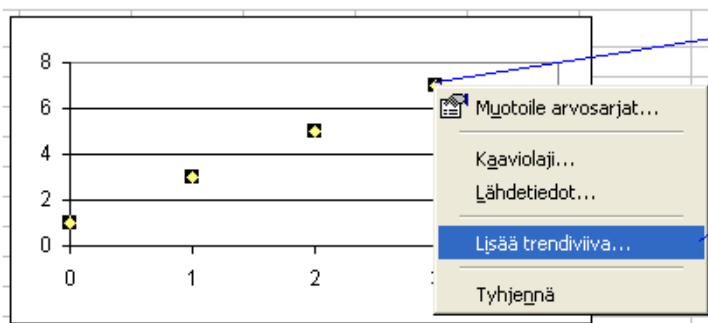 8
6
4
2
0
0 1 2
Muotoile arvosarjat...
Kaaviolaji...
Lähdetiedot...
Lisää trendiviiva...
Tyhjennä